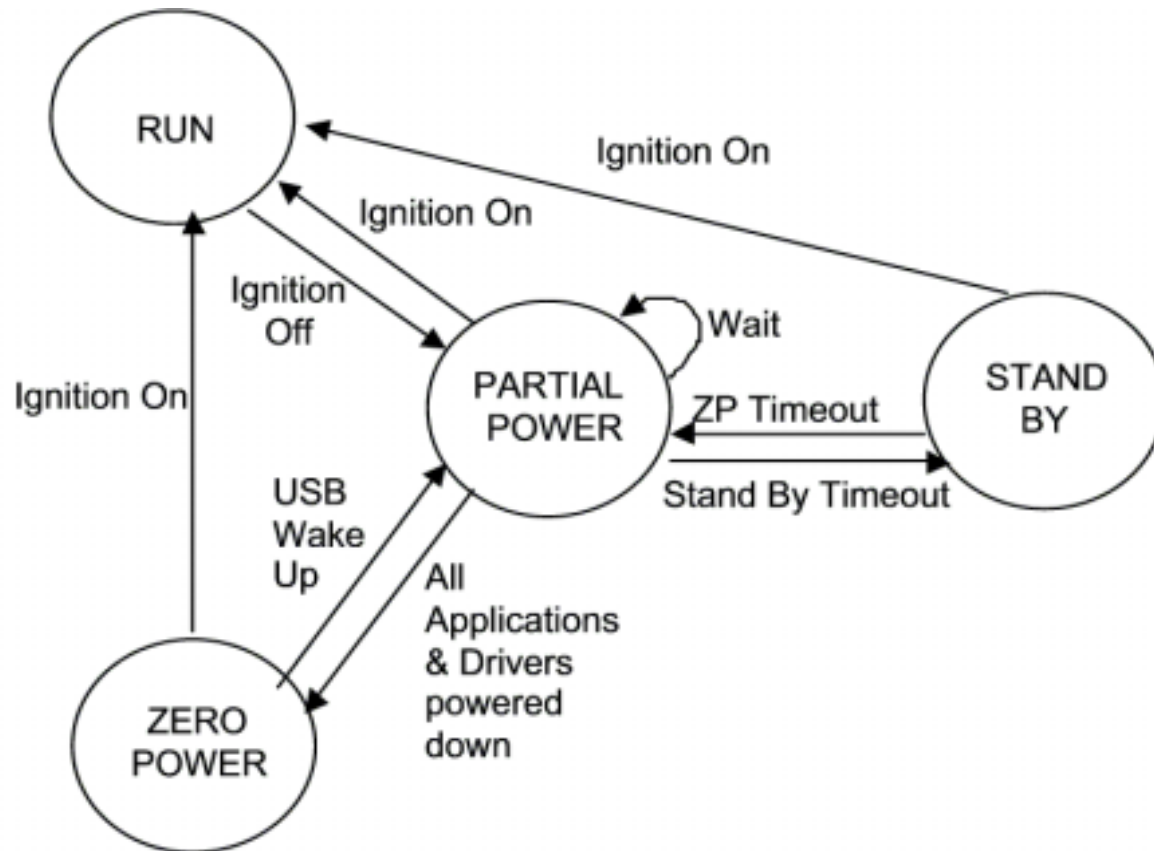 RUN
Ignition On
Ignition On
Ignition
Off
Wait
Ignition On
PARTIAL
POWER
STAND
BY
ZP Timeout
Stand By Timeout
USB
Wake
Up
All
Applications
& Drivers
powered
down
ZERO
POWER